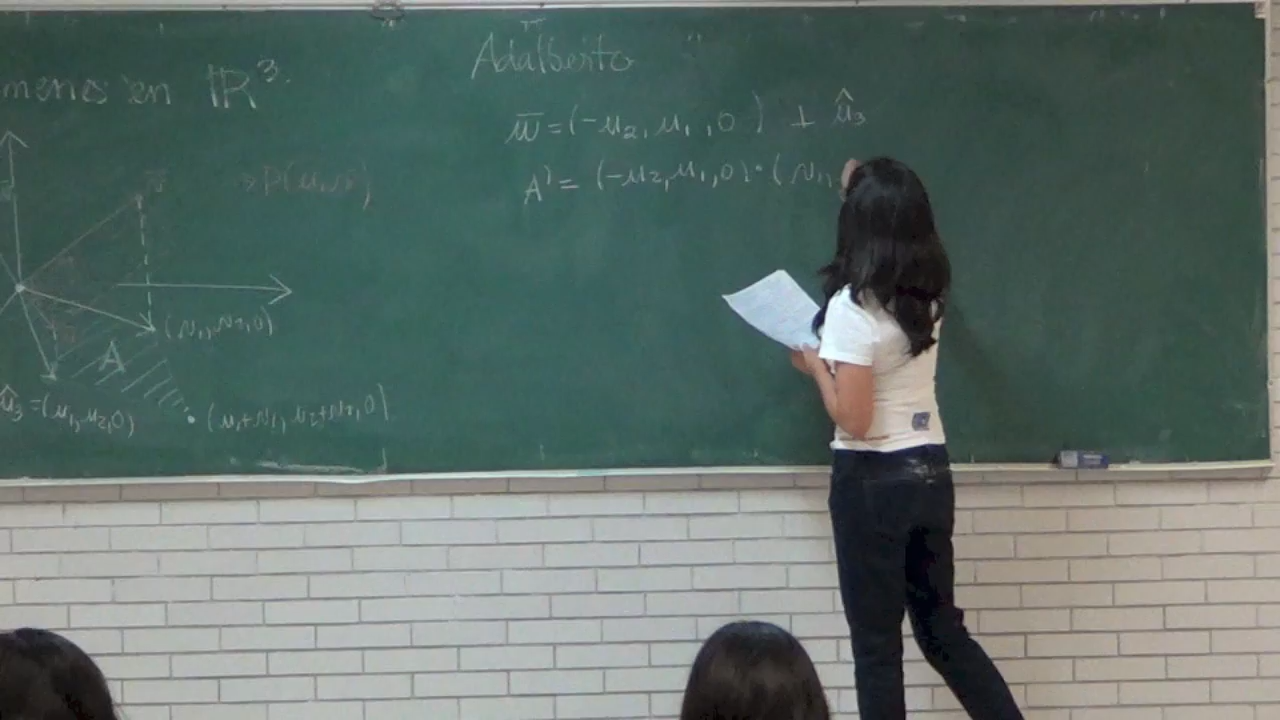 menes en ℝ³.
Adalberto
w̅ = (-u₂, u₁, 0) ⊥ û₃
A' = (-u₂, u₁, 0) · (v₁,
→ P(u,v)
v̅
(v₁, v₂, 0)
A
û₃ = (u₁, u₂, 0)
(u₁+v₁, u₂+v₂, 0)